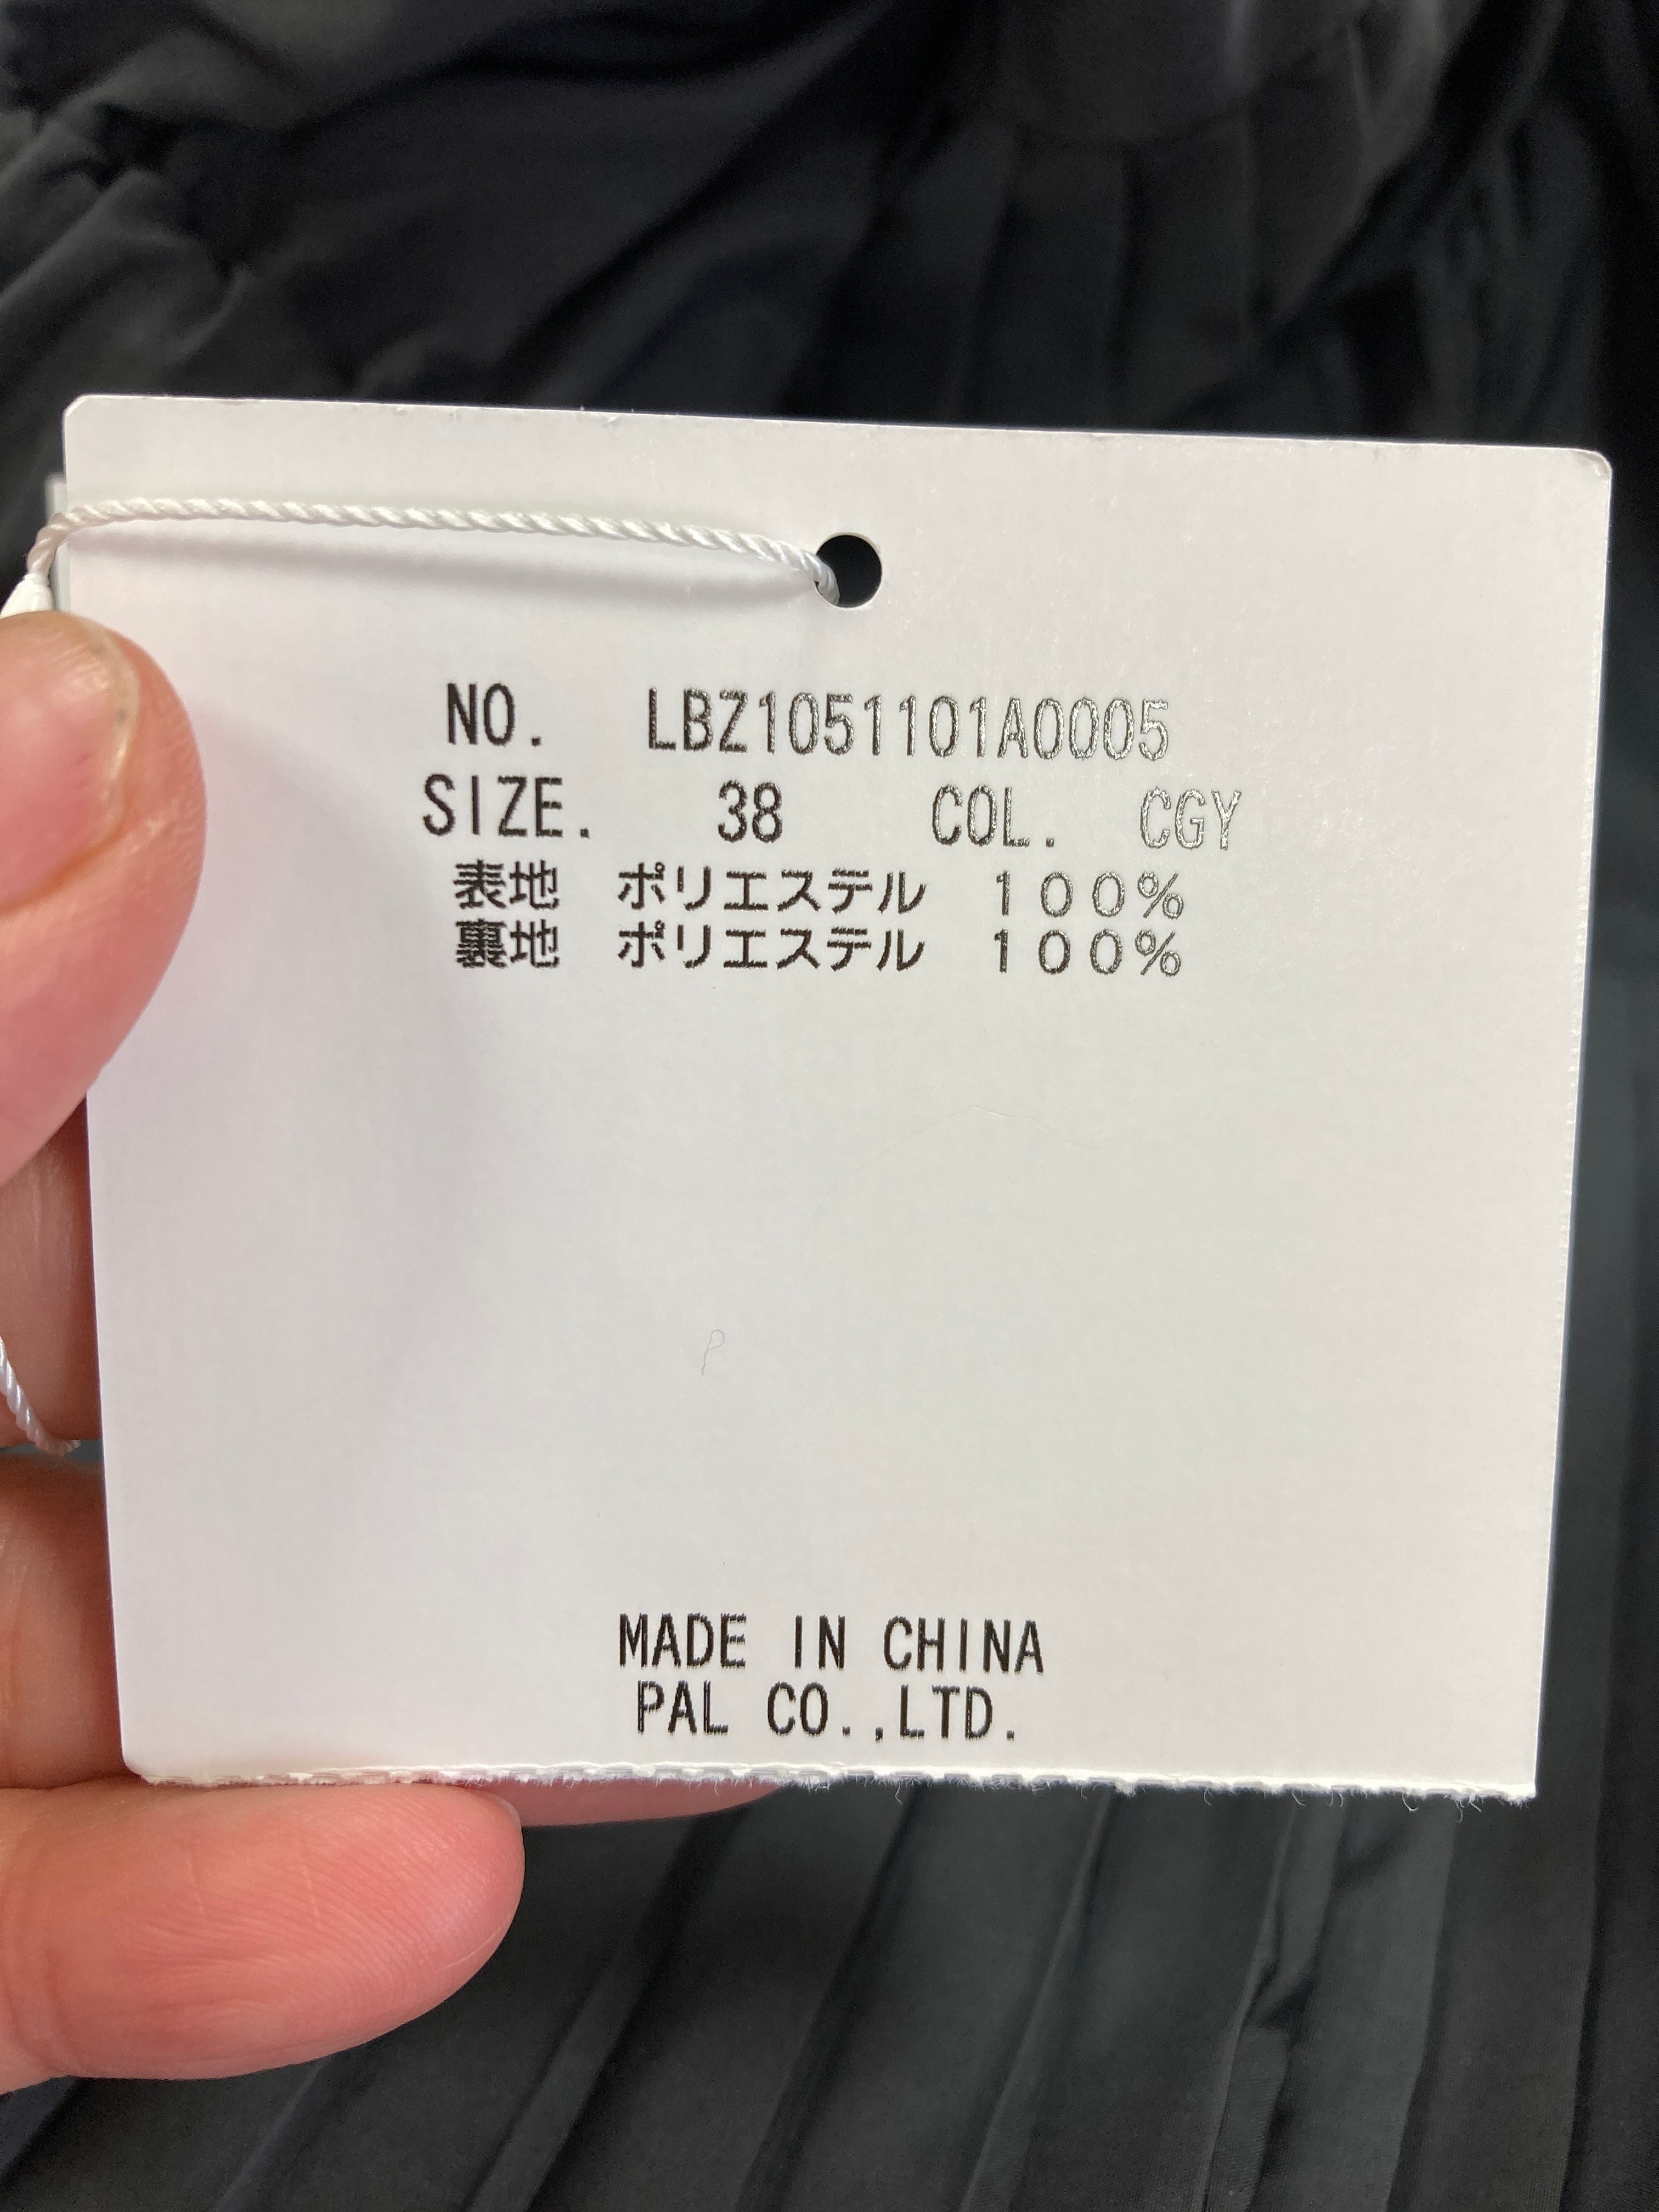 NO. LBZ1051101A0005
SIZE. 38 COL. CGY
表地 ポリエステル 100%
裏地 ポリエステル 100%
MADE IN CHINA
PAL CO.,LTD.